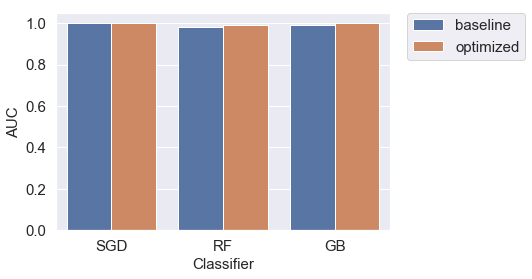 1.0
0.8
0.6
0.4
0.2
0.0
AUC
SGD RF GB
Classifier
baseline
optimized